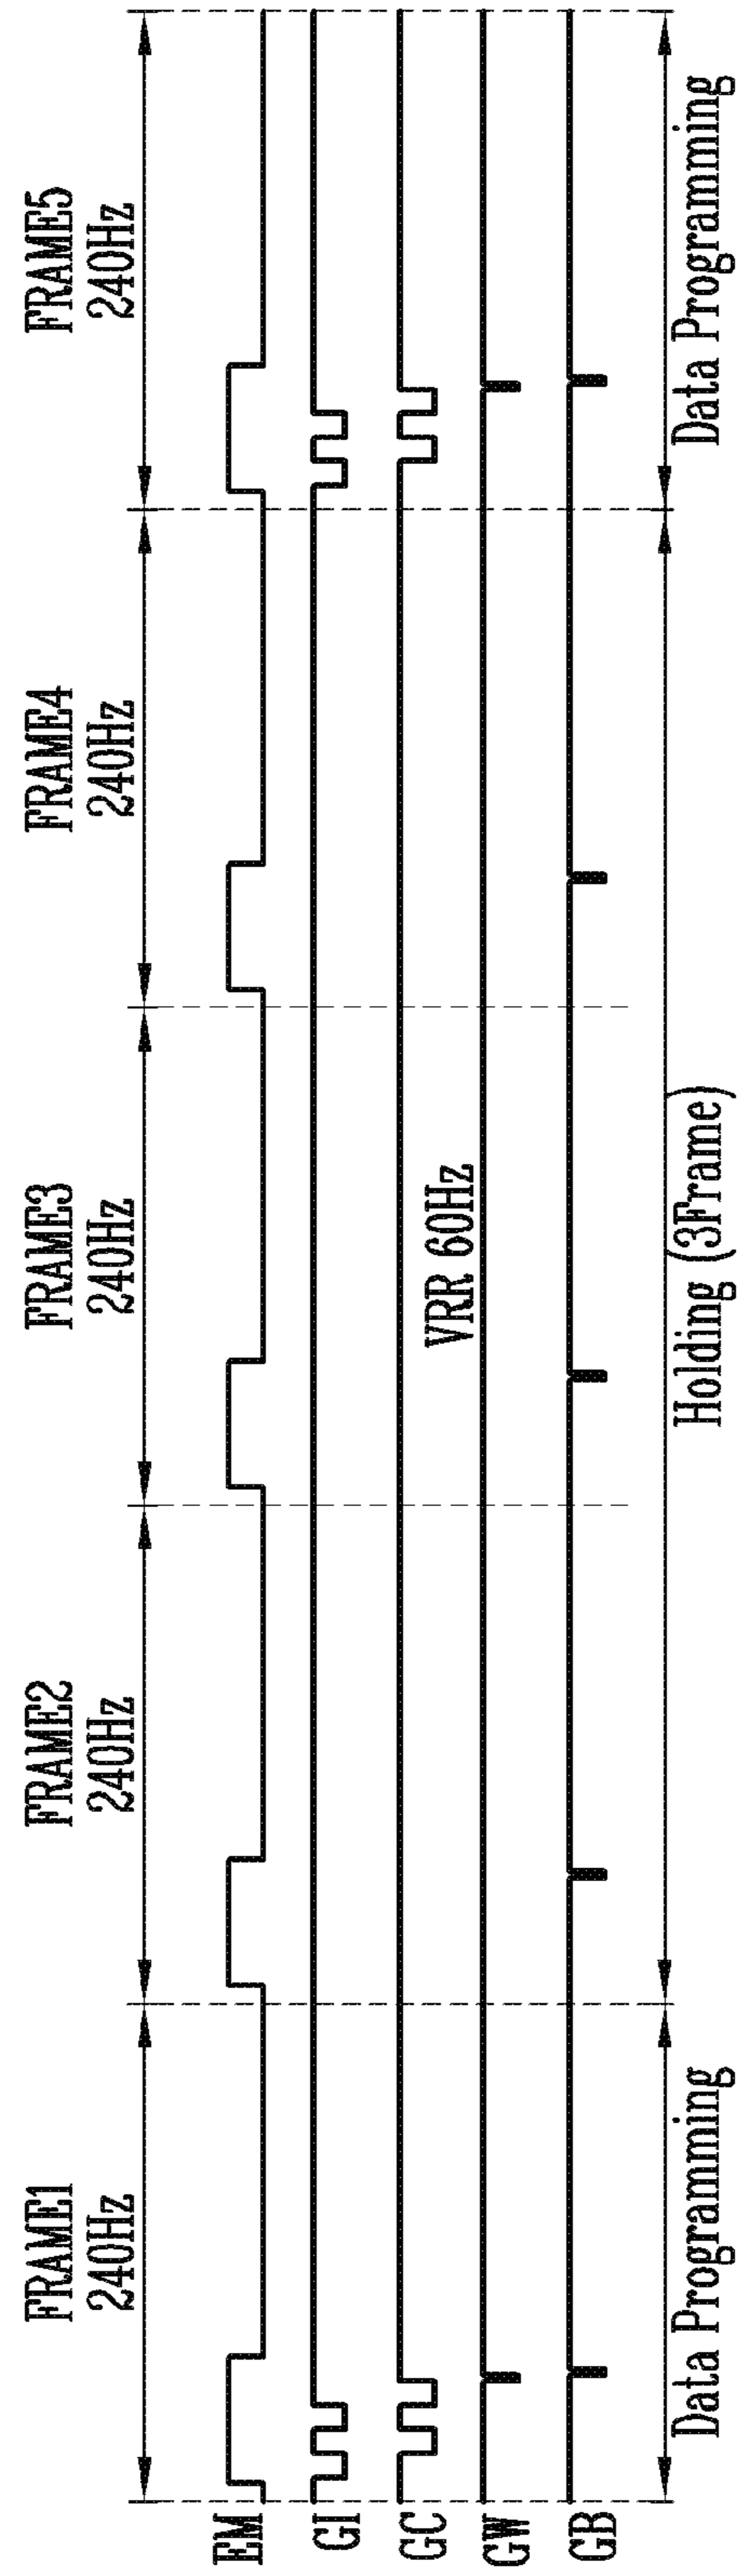 FRAME1
240Hz
FRAME2
240Hz
FRAME3
240Hz
FRAME4
240Hz
FRAME5
240Hz
EM
GI
GC
VRR 60Hz
GW
GB
Data Programming
Holding (3Frame)
Data Programming